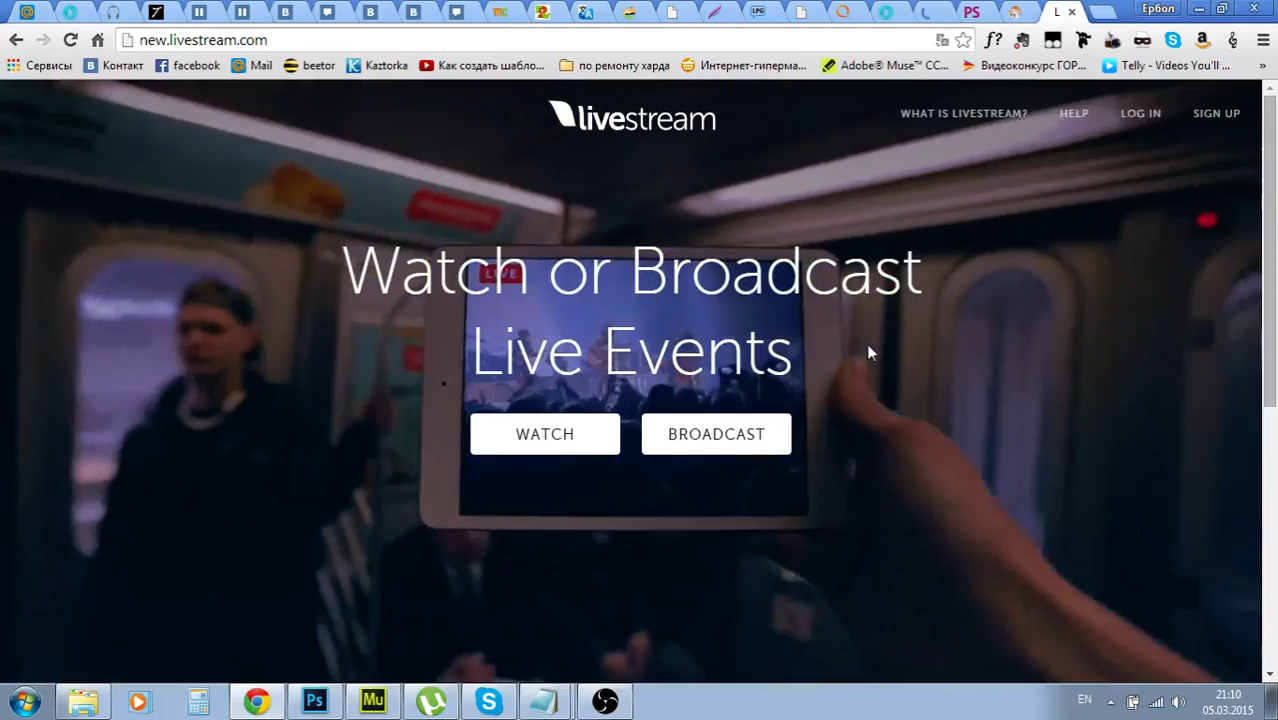 Ербол
new.livestream.com
Сервисы
Контакт
facebook
Mail
beetor
Kaztorka
Как создать шабло...
по ремонту харда
Интернет-гиперма...
Adobe® Muse™ CC...
Видеоконкурс ГОР...
Telly - Videos You'll ...
livestream
WHAT IS LIVESTREAM?
HELP
LOG IN
SIGN UP
LIVE
Watch or Broadcast
Live Events
WATCH
BROADCAST
EN
21:10
05.03.2015